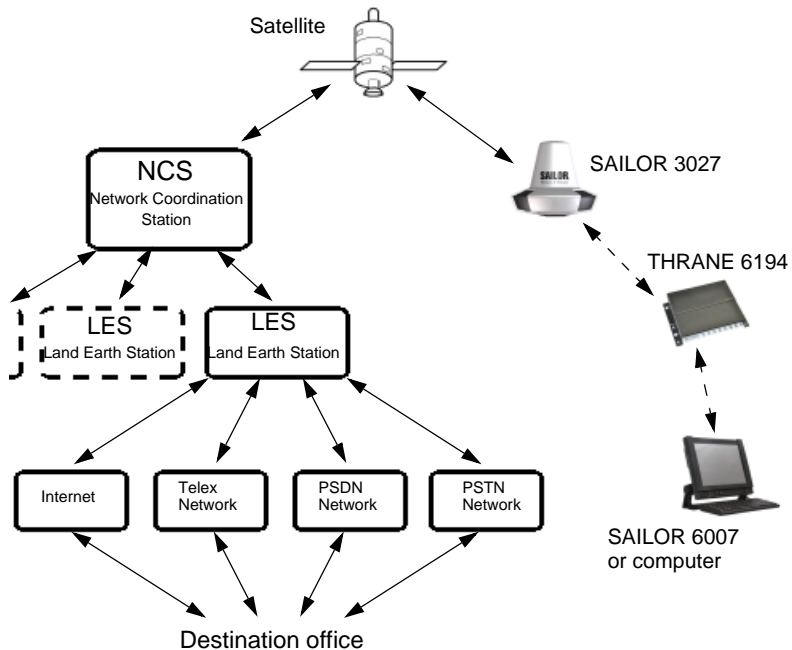 Satellite
NCS
Network Coordination
Station
SAILOR
SAILOR 3027
THRANE 6194
LES
Land Earth Station
LES
Land Earth Station
Internet
Telex
Network
PSDN
Network
PSTN
Network
SAILOR 6007
or computer
Destination office